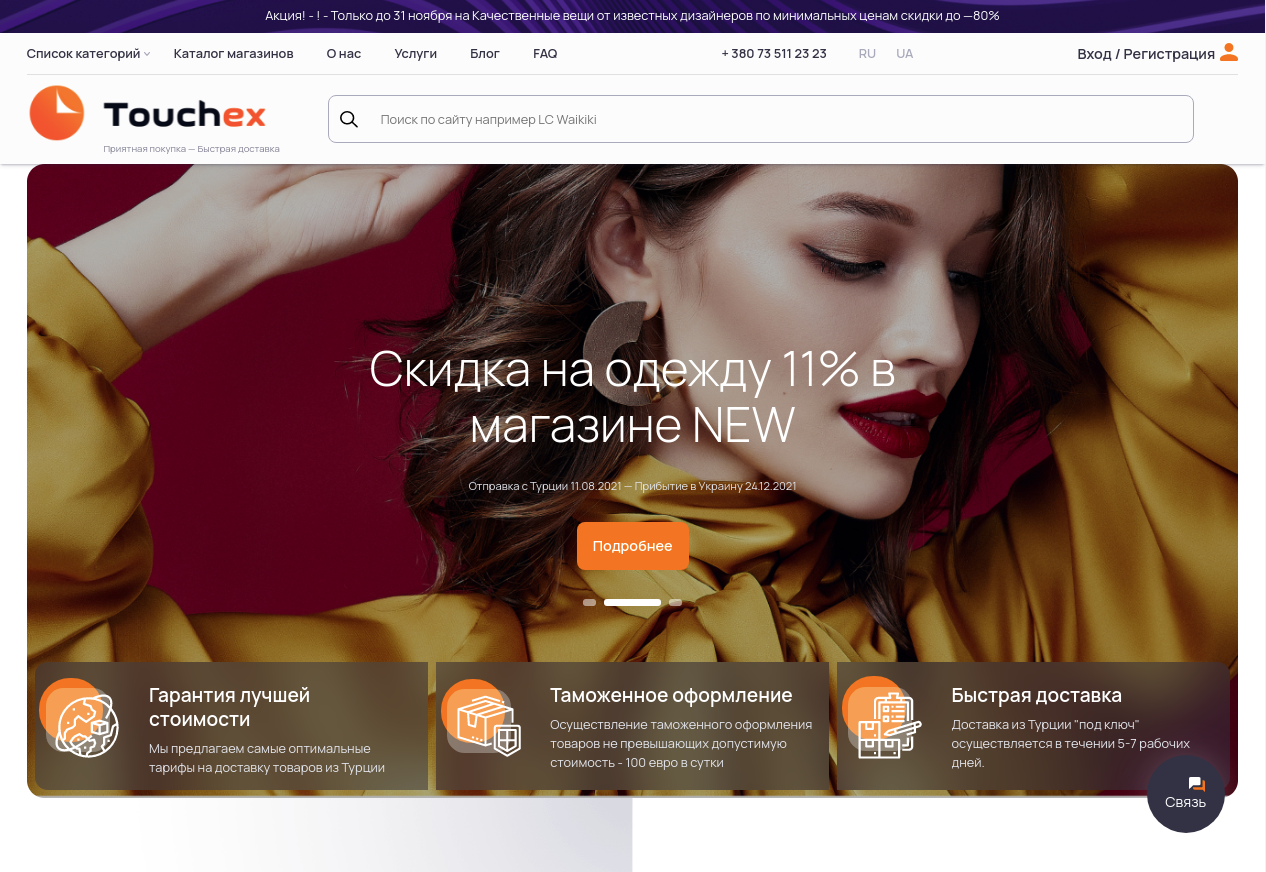 Акция! - ! - Только до 31 ноября на Качественные вещи от известных дизайнеров по минимальных ценам скидки до —80%
Список категорий Каталог магазинов О нас Услуги Блог FAQ + 380 73 511 23 23 RU UA Вход / Регистрация
Touchex
Приятная покупка — Быстрая доставка
Поиск по сайту например LC Waikiki
Скидка на одежду 11% в
магазине NEW
Отправка с Турции 11.08.2021 — Прибытие в Украину 24.12.2021
Подробнее
Гарантия лучшей
стоимости
Мы предлагаем самые оптимальные
тарифы на доставку товаров из Турции
Таможенное оформление
Осуществление таможенного оформления
товаров не превышающих допустимую
стоимость - 100 евро в сутки
Быстрая доставка
Доставка из Турции "под ключ"
осуществляется в течении 5-7 рабочих
дней.
Связь